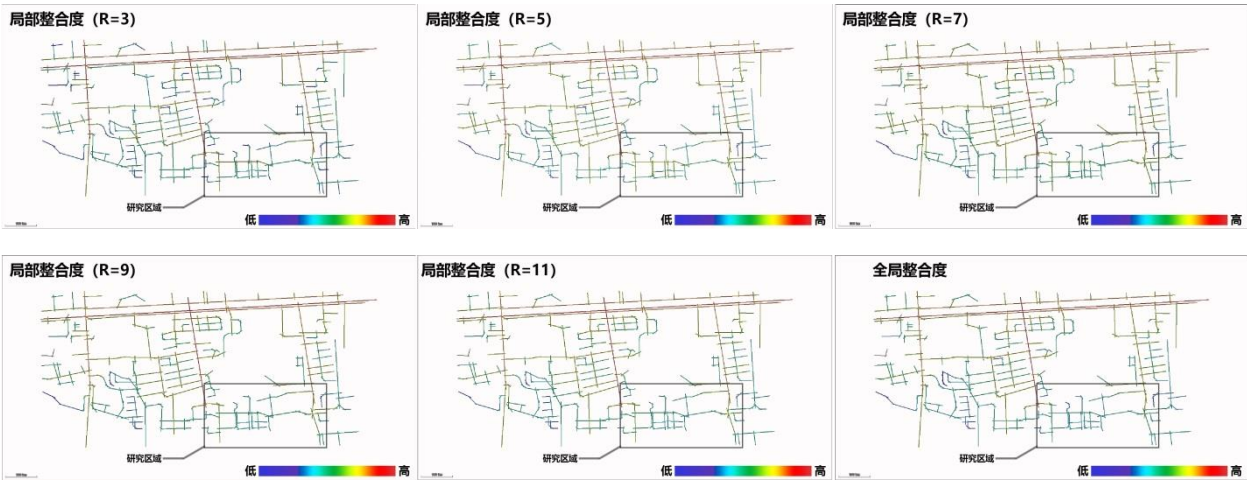 局部整合度（R=3）
局部整合度（R=5）
局部整合度（R=7）
研究区域
低
高
研究区域
低
高
研究区域
低
高
局部整合度（R=9）
局部整合度（R=11）
全局整合度
研究区域
低
高
研究区域
低
高
研究区域
低
高